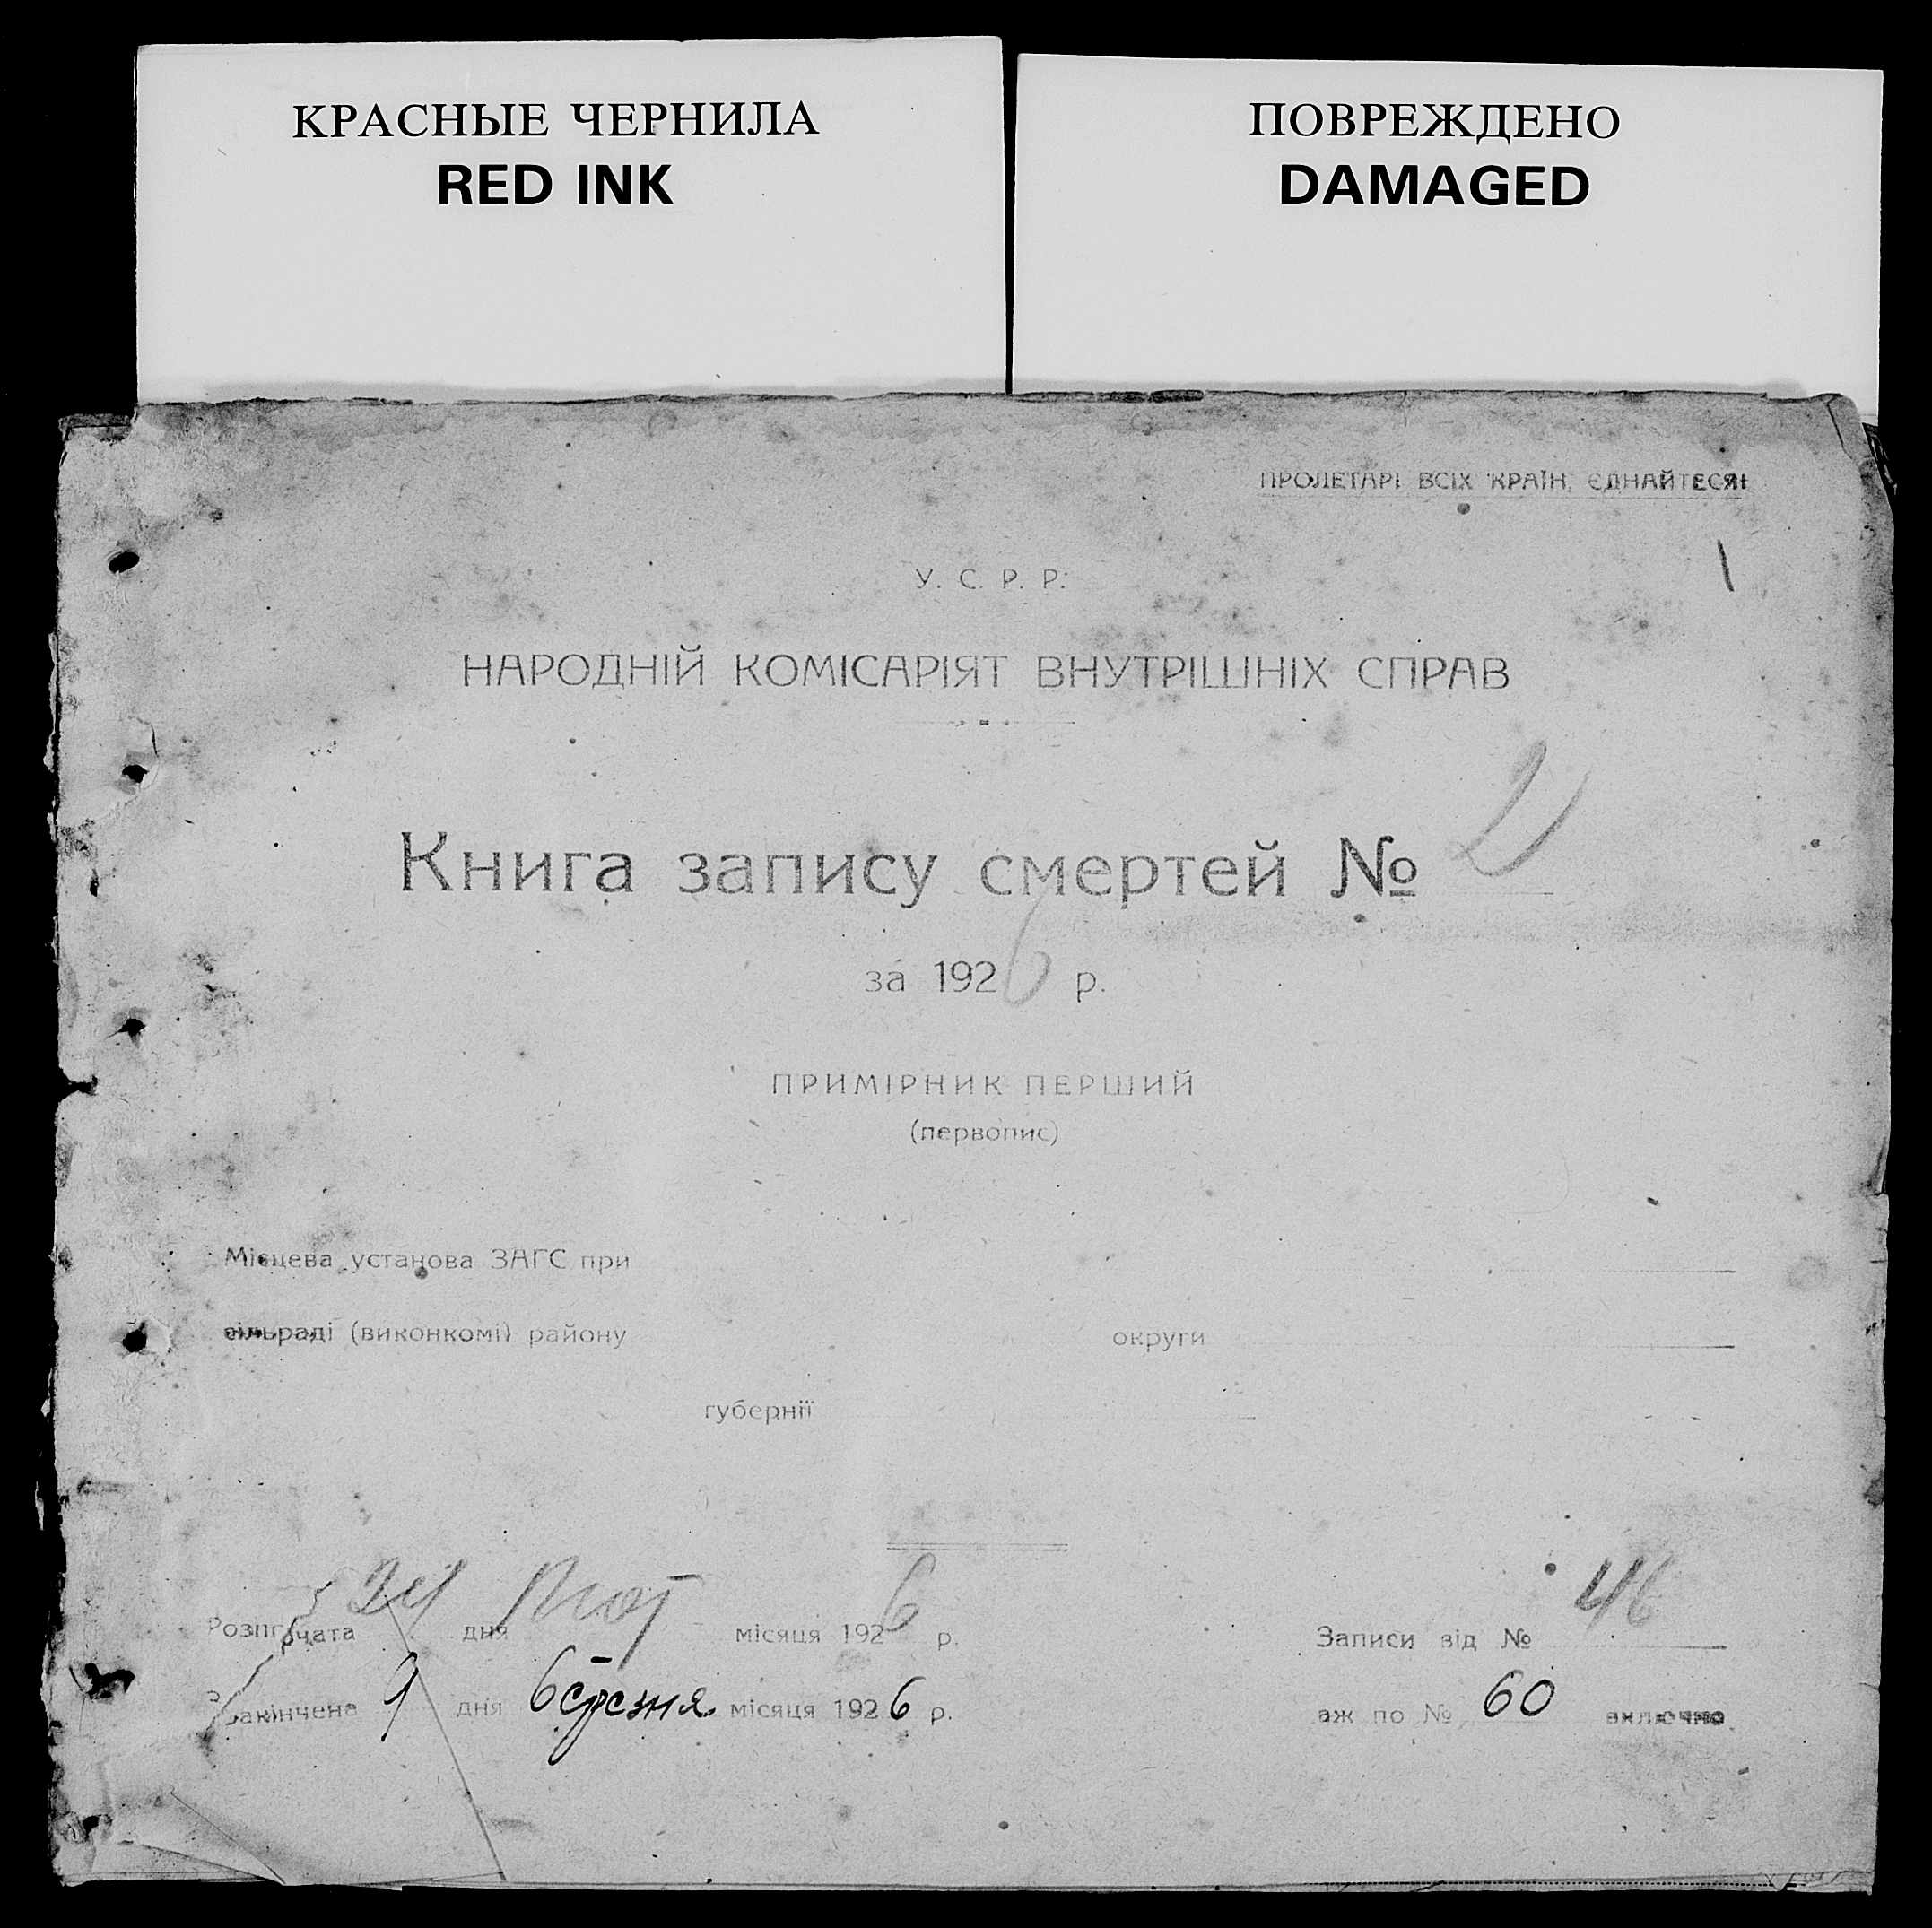 КРАСНЫЕ ЧЕРНИЛА
RED INK
ПОВРЕЖДЕНО
DAMAGED
ПРОЛЕТАРІ ВСІХ КРАЇН, ЄДНАЙТЕСЯ!
1
У. С. Р. Р.
НАРОДНІЙ КОМІСАРІЯТ ВНУТРІШНІХ СПРАВ
Книга запису смертей № 2
за 1926 р.
ПРИМІРНИК ПЕРШИЙ
(первопис)
Місцева установа ЗАГС при
сільраді (виконкомі) району округи
губернії
Розпочата 24 дня місяця 1926 р. Записи від № 46
Закінчена 9 дня березня місяця 1926 р. аж по № 60 включно